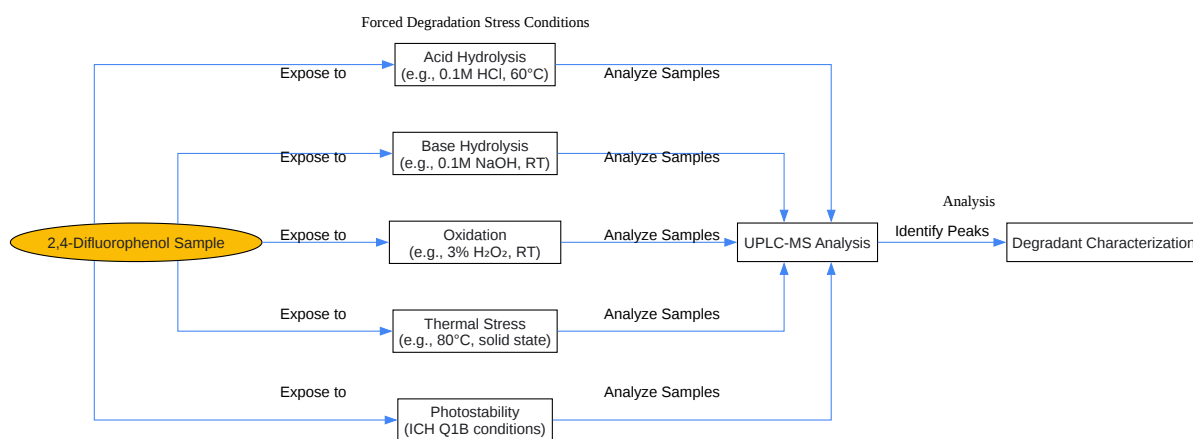 Forced Degradation Stress Conditions
Expose to
Acid Hydrolysis
(e.g., 0.1M HCl, 60°C)
Analyze Samples
Expose to
Base Hydrolysis
(e.g., 0.1M NaOH, RT)
Analyze Samples
2,4-Difluorophenol Sample
Expose to
Oxidation
(e.g., 3% H₂O₂, RT)
Analyze Samples
UPLC-MS Analysis
Analysis
Identify Peaks
Degradant Characterization
Expose to
Thermal Stress
(e.g., 80°C, solid state)
Analyze Samples
Expose to
Photostability
(ICH Q1B conditions)
Analyze Samples